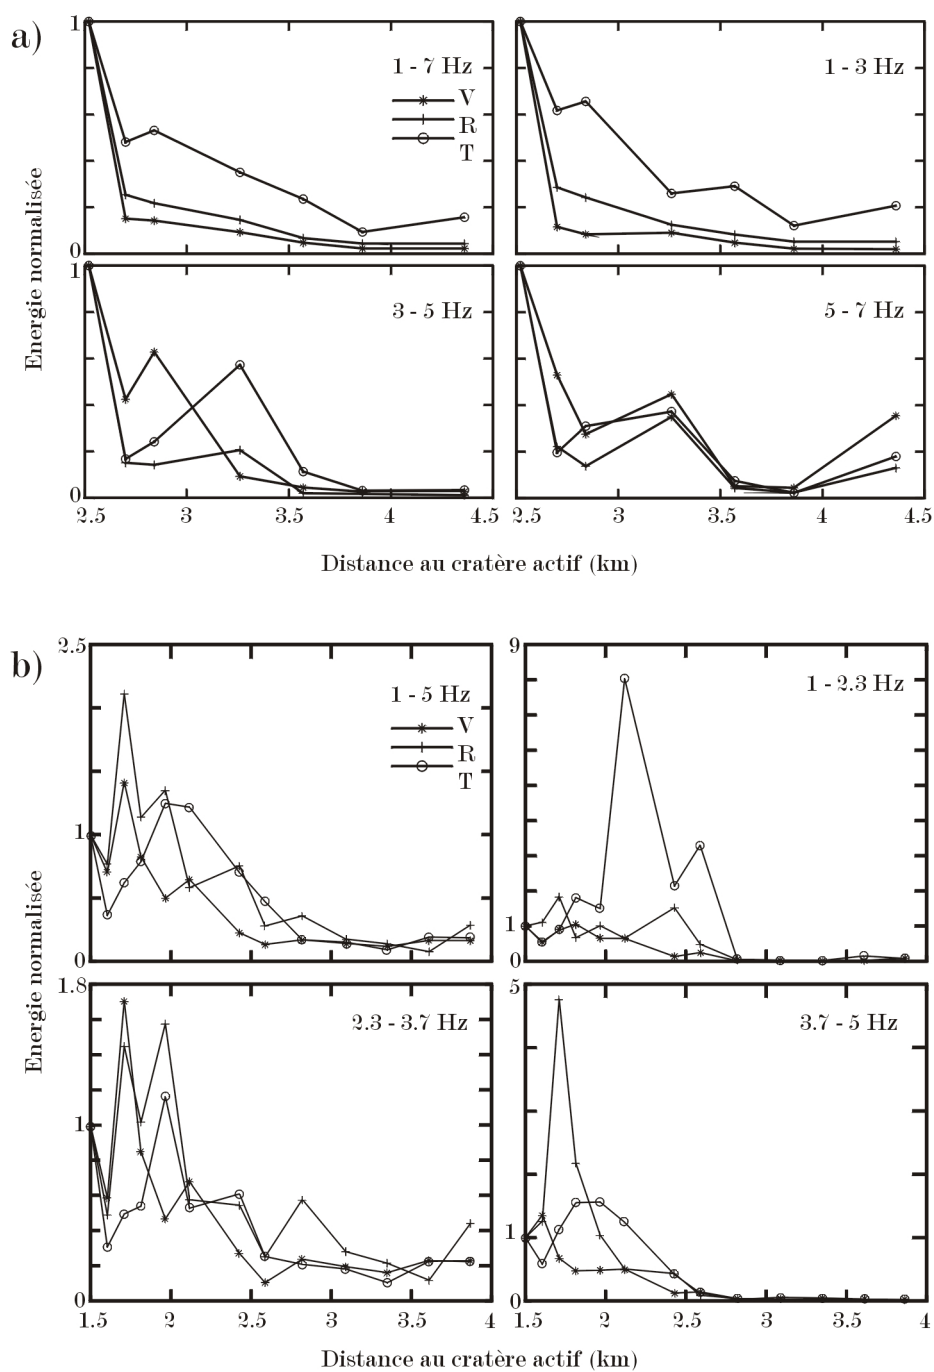 a)
1
1 - 7 Hz
V
R
T
0
1 - 3 Hz
Energie normalisée
1
3 - 5 Hz
0
5 - 7 Hz
2.5 3 3.5 4 4.5
2.5 3 3.5 4 4.5
Distance au cratère actif (km)
b)
2.5
1 - 5 Hz
V
R
T
1
0
9
1 - 2.3 Hz
1
0
Energie normalisée
1.8
2.3 - 3.7 Hz
1
0
5
3.7 - 5 Hz
1
0
1.5 2 2.5 3 3.5 4
1.5 2 2.5 3 3.5 4
Distance au cratère actif (km)